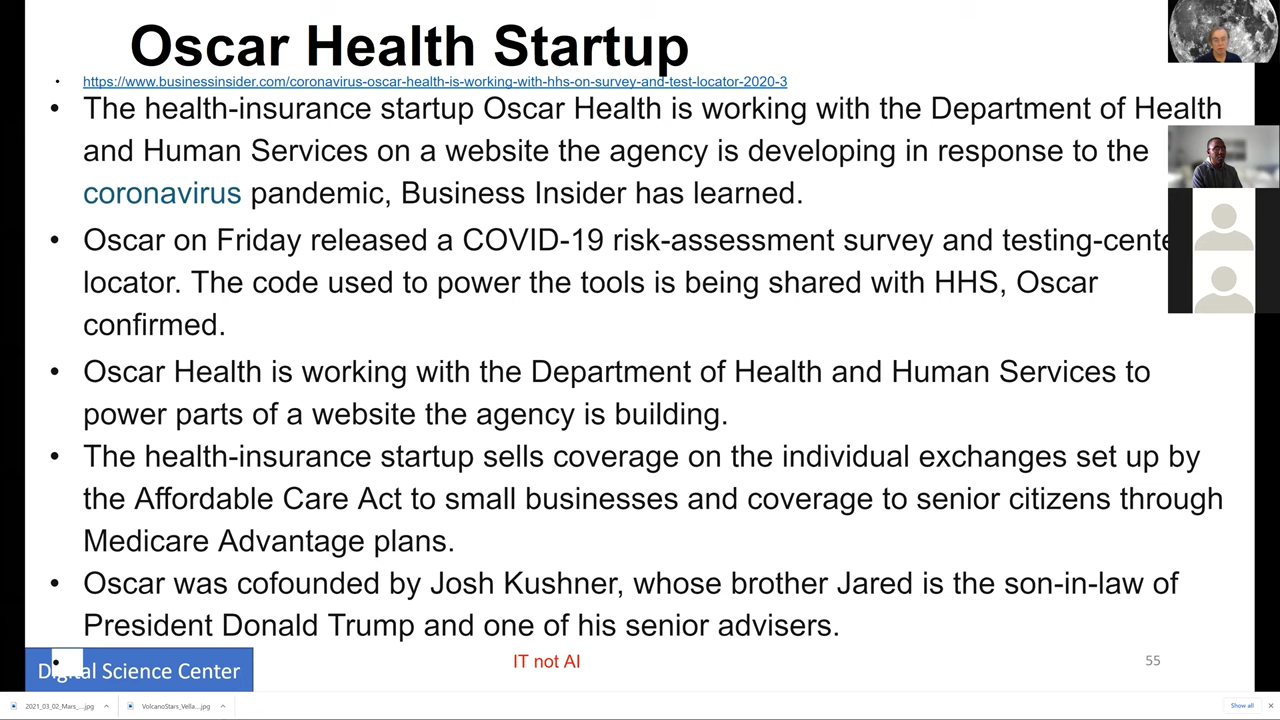 Oscar Health Startup
• https://www.businessinsider.com/coronavirus-oscar-health-is-working-with-hhs-on-survey-and-test-locator-2020-3
• The health-insurance startup Oscar Health is working with the Department of Health
and Human Services on a website the agency is developing in response to the
coronavirus pandemic, Business Insider has learned.
• Oscar on Friday released a COVID-19 risk-assessment survey and
locator. The code used to power the tools is being shared with HHS, Oscar
confirmed.
• Oscar Health is working with the Department of Health and Human Services to
power parts of a website the agency is building.
• The health-insurance startup sells coverage on the individual exchanges set up by
the Affordable Care Act to small businesses and coverage to senior citizens through
Medicare Advantage plans.
• Oscar was cofounded by Josh Kushner, whose brother Jared is the son-in-law of
President Donald Trump and one of his senior advisers.
Science Center
IT not AI
55
2021_03_02_Mars_....jpg
VolcanoStars_Vella....jpg
Show all